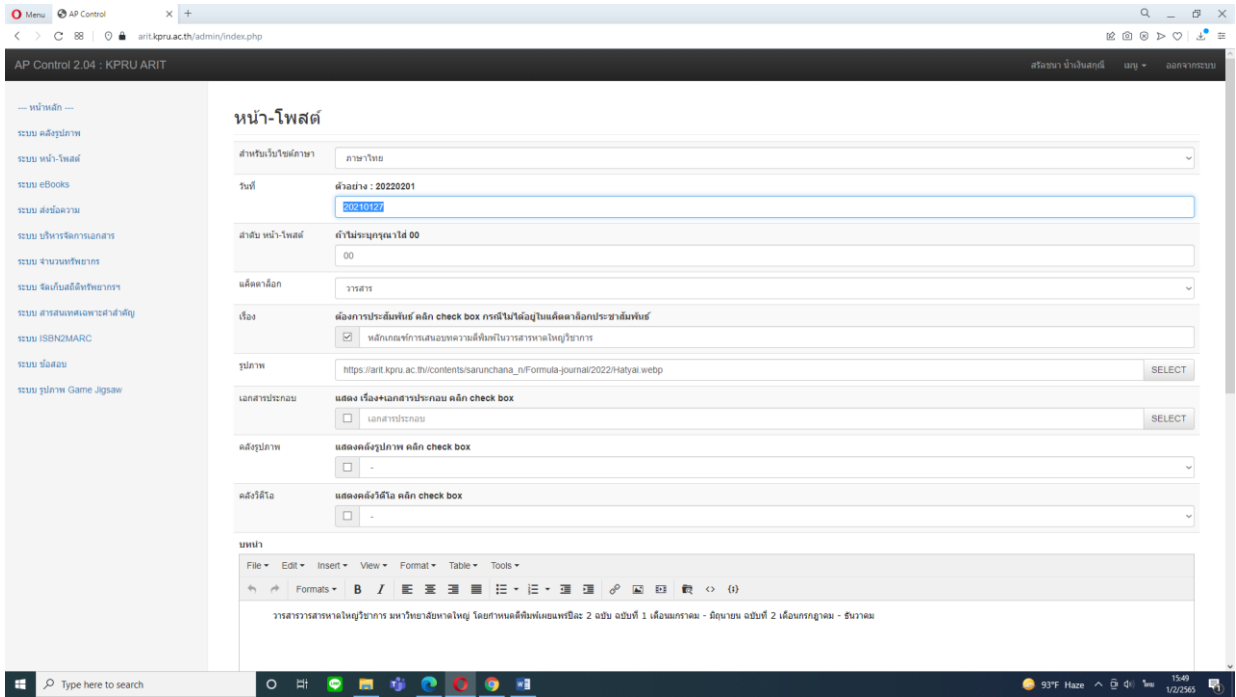 Menu AP Control
arit.kpru.ac.th/admin/index.php
AP Control 2.04 : KPRU ARIT
สรัลชนา น้ำเงินสกุณี เมนู ออกจากระบบ
--- หน้าหลัก ---
ระบบ คลังรูปภาพ
ระบบ หน้า-โพสต์
ระบบ eBooks
ระบบ ส่งข้อความ
ระบบ บริหารจัดการเอกสาร
ระบบ จำนวนทรัพยากร
ระบบ จัดเก็บสถิติทรัพยากรฯ
ระบบ สารสนเทศเฉพาะคำสำคัญ
ระบบ ISBN2MARC
ระบบ ข้อสอบ
ระบบ รูปภาพ Game Jigsaw
หน้า-โพสต์
สำหรับเว็บไซต์ภาษา
ภาษาไทย
วันที่
ตัวอย่าง : 20220201
20210127
ลำดับ หน้า-โพสต์
ถ้าไม่ระบุกรุณาใส่ 00
00
แค็ตตาล็อก
วารสาร
เรื่อง
ต้องการประสัมพันธ์ คลิก check box กรณีไม่ได้อยู่ในแค็ตตาล็อกประชาสัมพันธ์
หลักเกณฑ์การเสนอบทความตีพิมพ์ในวารสารหาดใหญ่วิชาการ
รูปภาพ
https://arit.kpru.ac.th//contents/sarunchana_n/Formula-journal/2022/Hatyai.webp SELECT
เอกสารประกอบ
แสดง เรื่อง+เอกสารประกอบ คลิก check box
เอกสารประกอบ SELECT
คลังรูปภาพ
แสดงคลังรูปภาพ คลิก check box
-
คลังวิดีโอ
แสดงคลังวิดีโอ คลิก check box
-
บทนำ
File Edit Insert View Format Table Tools
Formats B I
วารสารวารสารหาดใหญ่วิชาการ มหาวิทยาลัยหาดใหญ่ โดยกำหนดตีพิมพ์เผยแพร่ปีละ 2 ฉบับ ฉบับที่ 1 เดือนมกราคม - มิถุนายน ฉบับที่ 2 เดือนกรกฎาคม - ธันวาคม
Type here to search
93°F Haze ไทย 15:49
1/2/2565